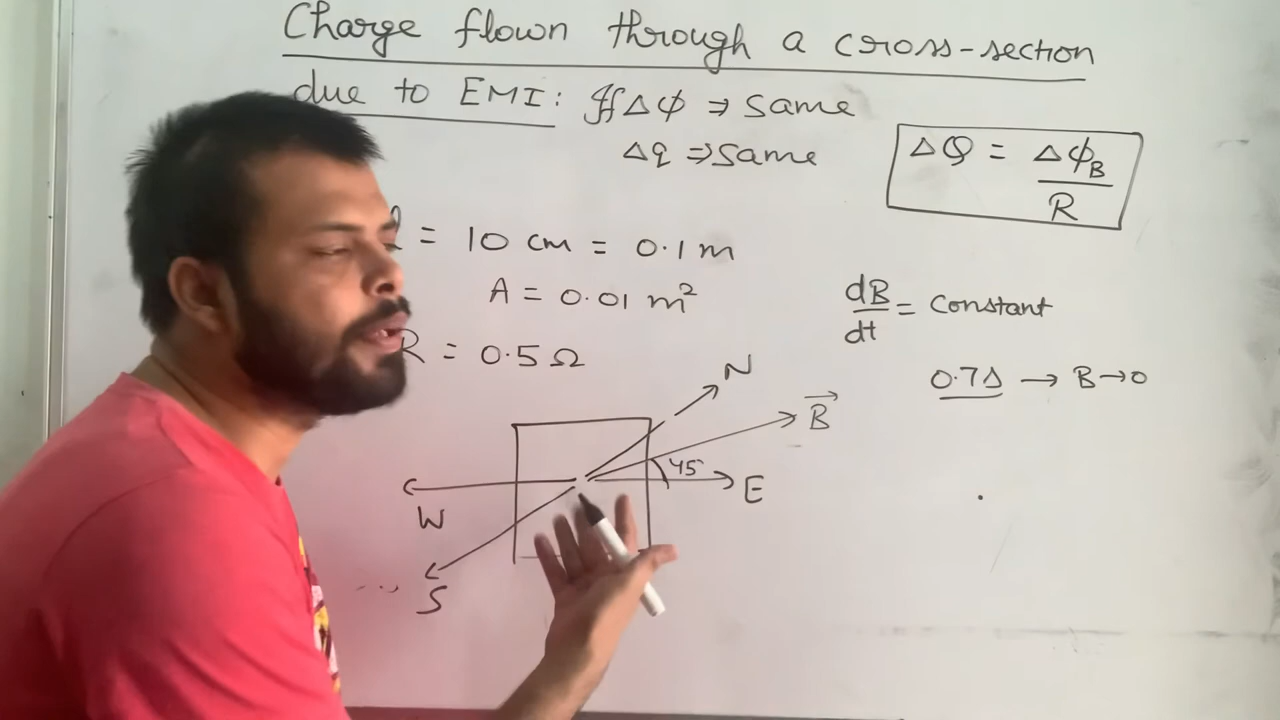 Charge flown through a cross-section
due to EMI: If Δφ ⇒ Same
Δq ⇒ Same
ΔQ = Δφ_B / R
= 10 cm = 0.1 m
A = 0.01 m²
R = 0.5 Ω
dB/dt = Constant
0.7s → B→0
N
B⃗
45°
E
W
S